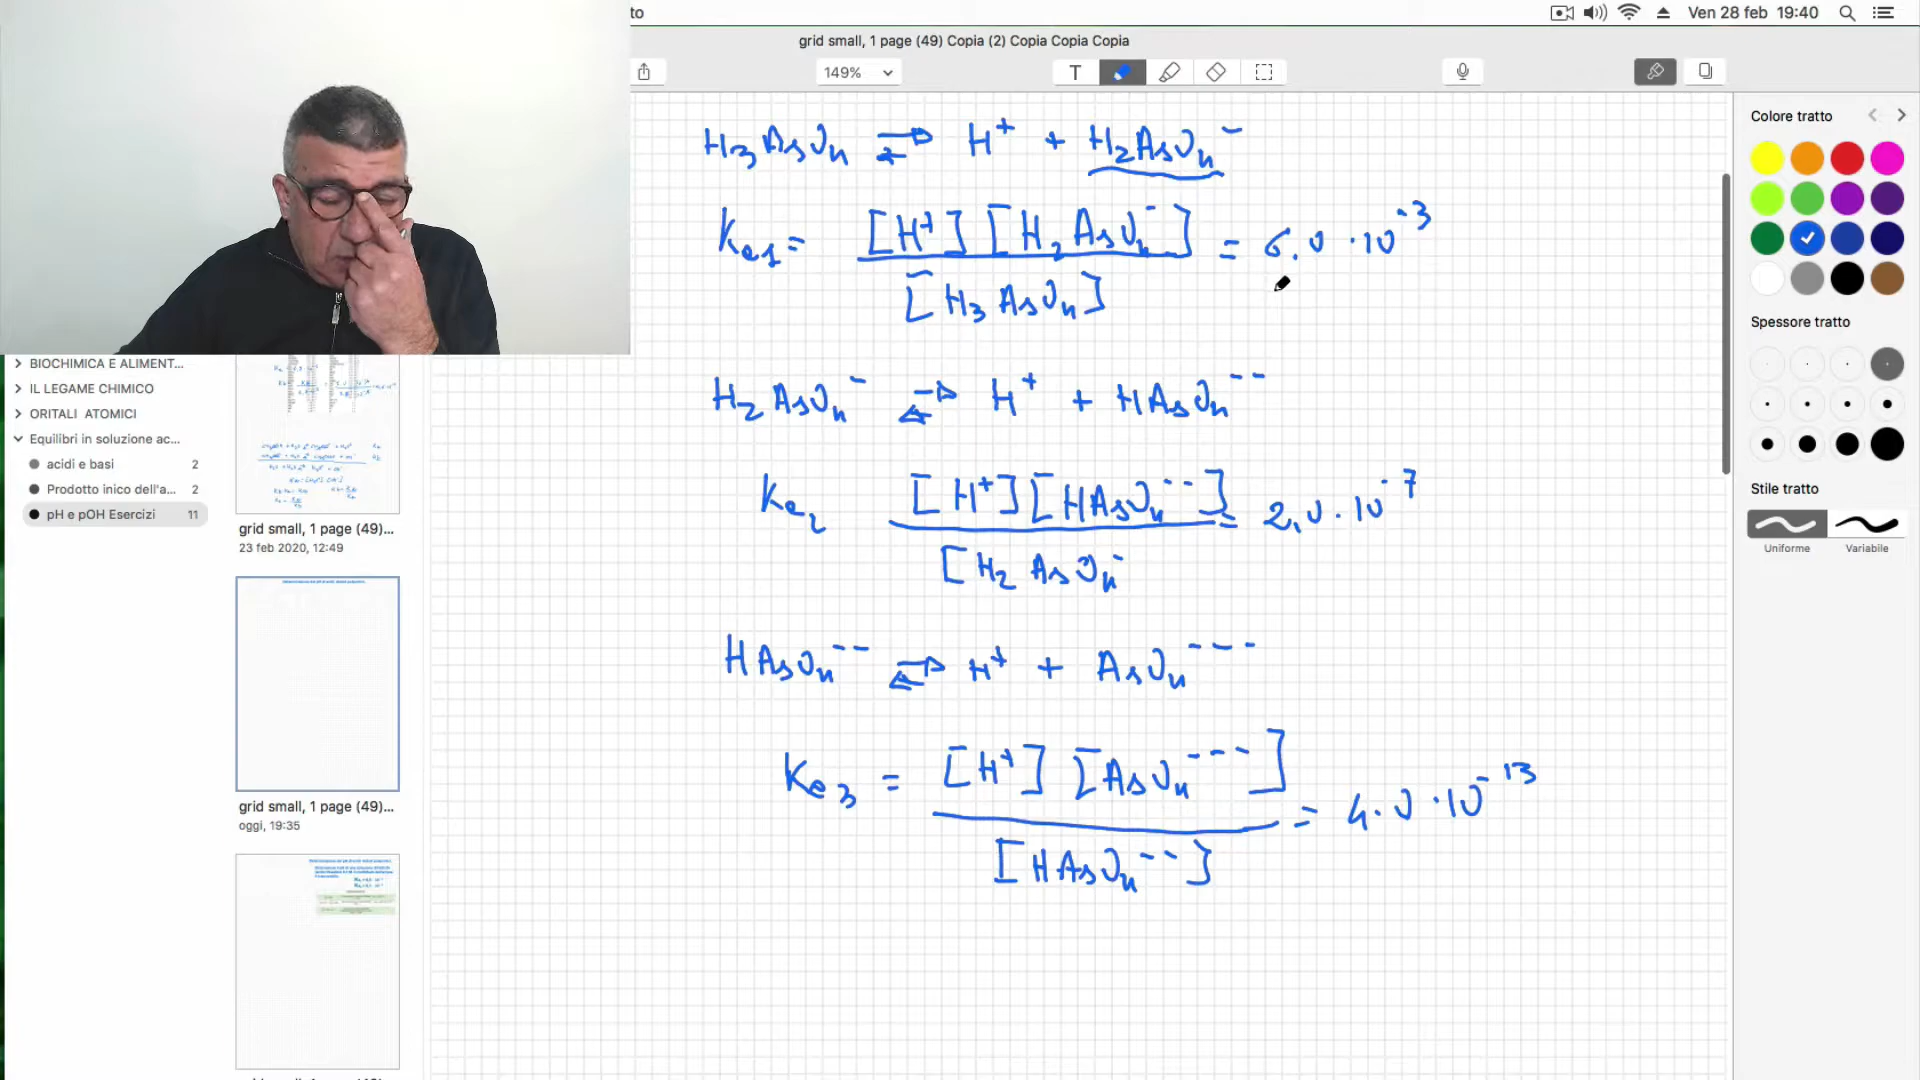 to
Ven 28 feb 19:40
grid small, 1 page (49) Copia (2) Copia Copia Copia
149%
T
BIOCHIMICA E ALIMENT...
IL LEGAME CHIMICO
ORITALI ATOMICI
Equilibri in soluzione ac...
acidi e basi 2
Prodotto inico dell'a... 2
pH e pOH Esercizi 11
grid small, 1 page (49)...
23 feb 2020, 12:49
grid small, 1 page (49)...
oggi, 19:35
H₃AsO₄ ⇄ H⁺ + H₂AsO₄⁻
Ka₁ = [H⁺] [H₂AsO₄⁻] = 6.0 · 10⁻³
[H₃AsO₄]
H₂AsO₄⁻ ⇄ H⁺ + HAsO₄⁻⁻
Ka₂ [H⁺] [HAsO₄⁻⁻] = 2.0 · 10⁻⁷
[H₂AsO₄⁻
HAsO₄⁻⁻ ⇄ H⁺ + AsO₄⁻⁻⁻
Ka₃ = [H⁺] [AsO₄⁻⁻⁻] = 4.0 · 10⁻¹³
[HAsO₄⁻⁻]
Colore tratto
Spessore tratto
Stile tratto
Uniforme Variabile